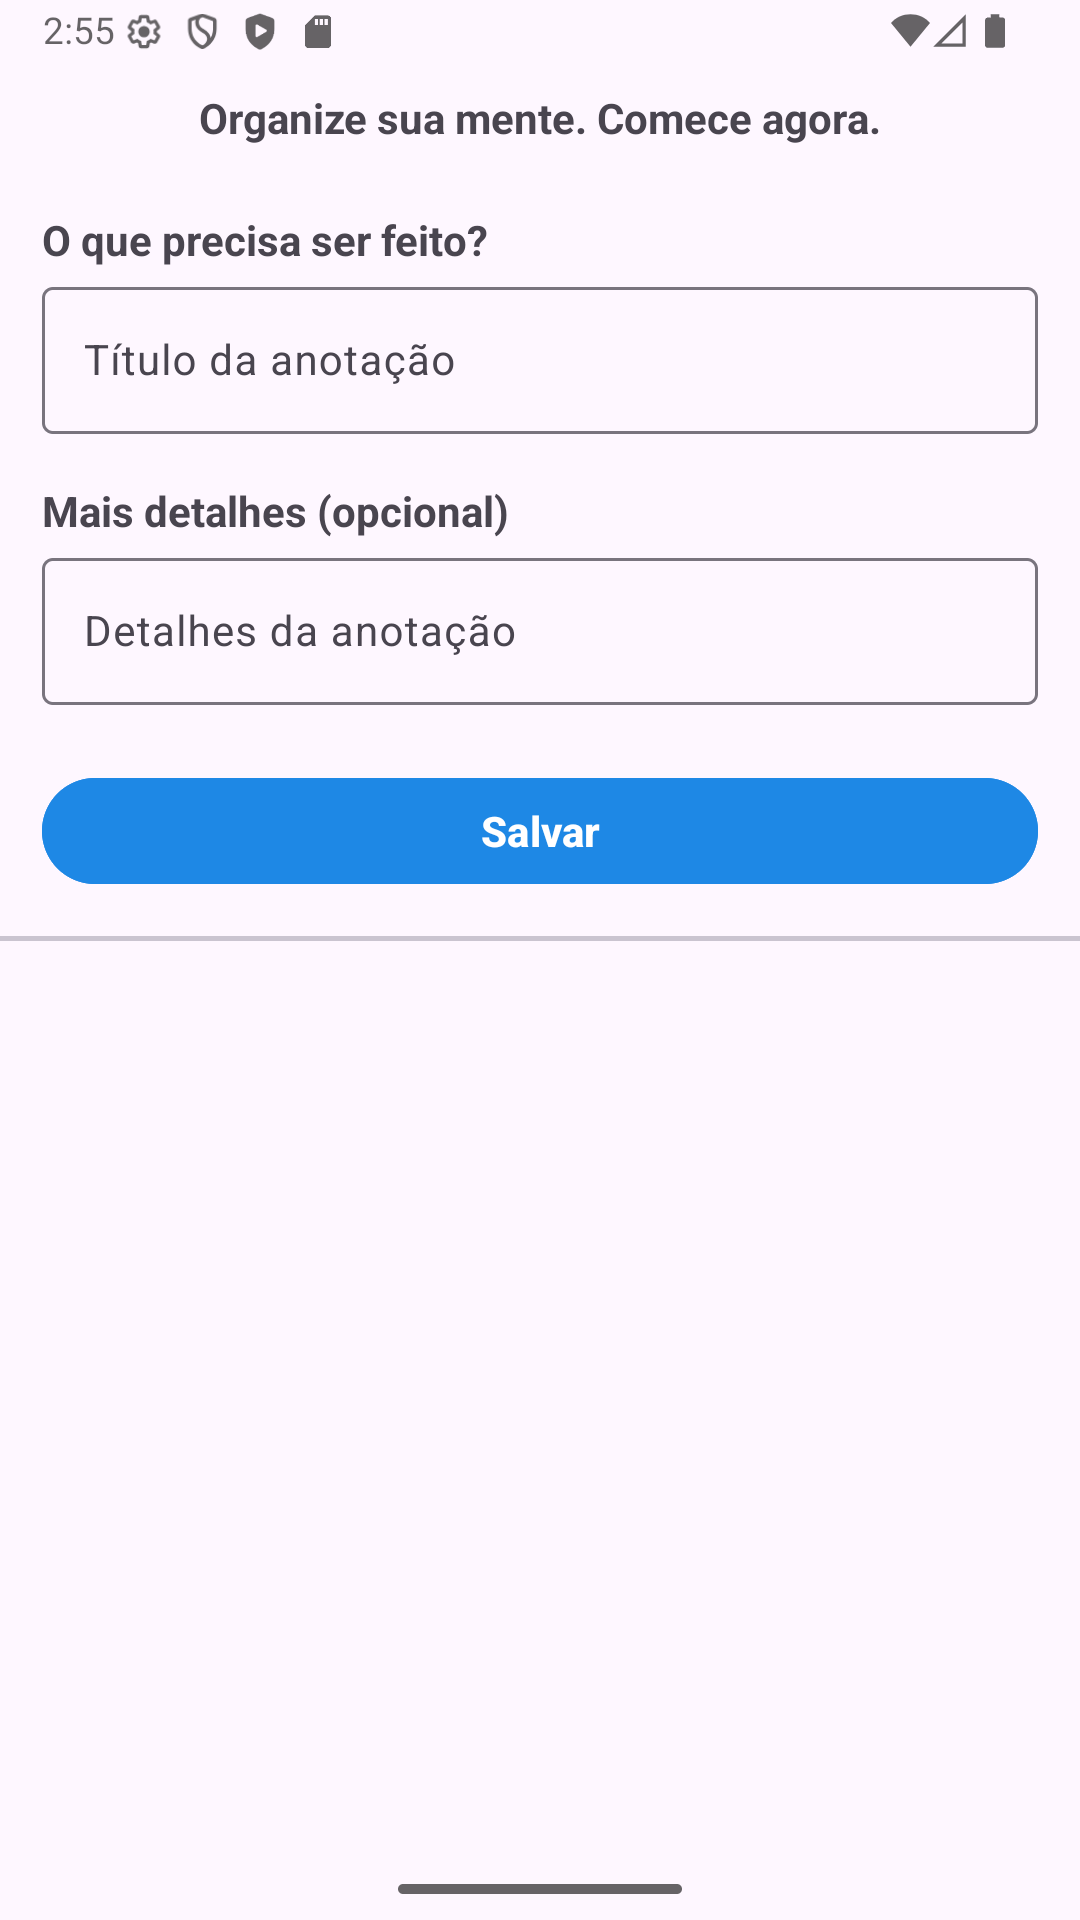 2:55
Organize sua mente. Comece agora.
O que precisa ser feito?
Título da anotação
Mais detalhes (opcional)
Detalhes da anotação
Salvar